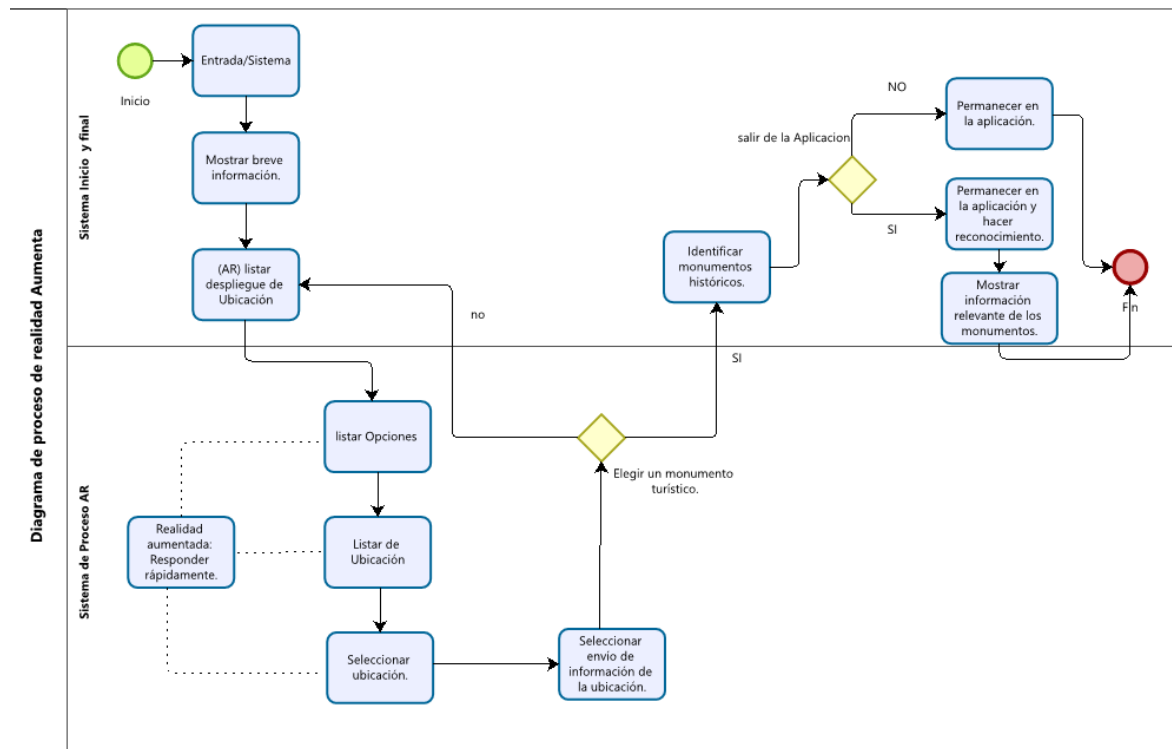 Diagrama de proceso de realidad Aumenta
Sistema Inicio y final
Inicio
Entrada/Sistema
Mostrar breve
información.
(AR) listar
despliegue de
Ubicación
no
Identificar
monumentos
históricos.
SI
salir de la Aplicacion
NO
Permanecer en
la aplicación.
SI
Permanecer en
la aplicación y
hacer
reconocimiento.
Mostrar
información
relevante de los
monumentos.
Fin
Sistema de Proceso AR
listar Opciones
Realidad
aumentada:
Responder
rápidamente.
Listar de
Ubicación
Seleccionar
ubicación.
Seleccionar
envío de
información de
la ubicación.
Elegir un monumento
turístico.